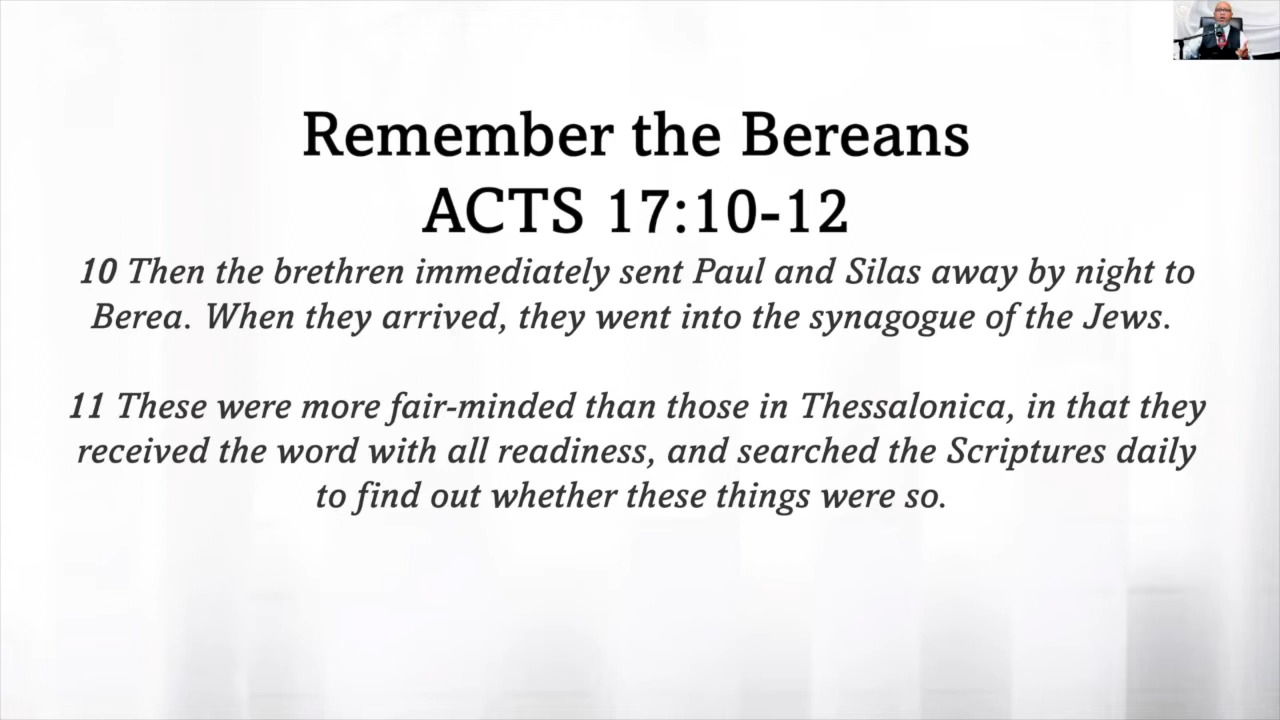 Remember the Bereans
ACTS 17:10-12
10 Then the brethren immediately sent Paul and Silas away by night to
Berea. When they arrived, they went into the synagogue of the Jews.
11 These were more fair-minded than those in Thessalonica, in that they
received the word with all readiness, and searched the Scriptures daily
to find out whether these things were so.